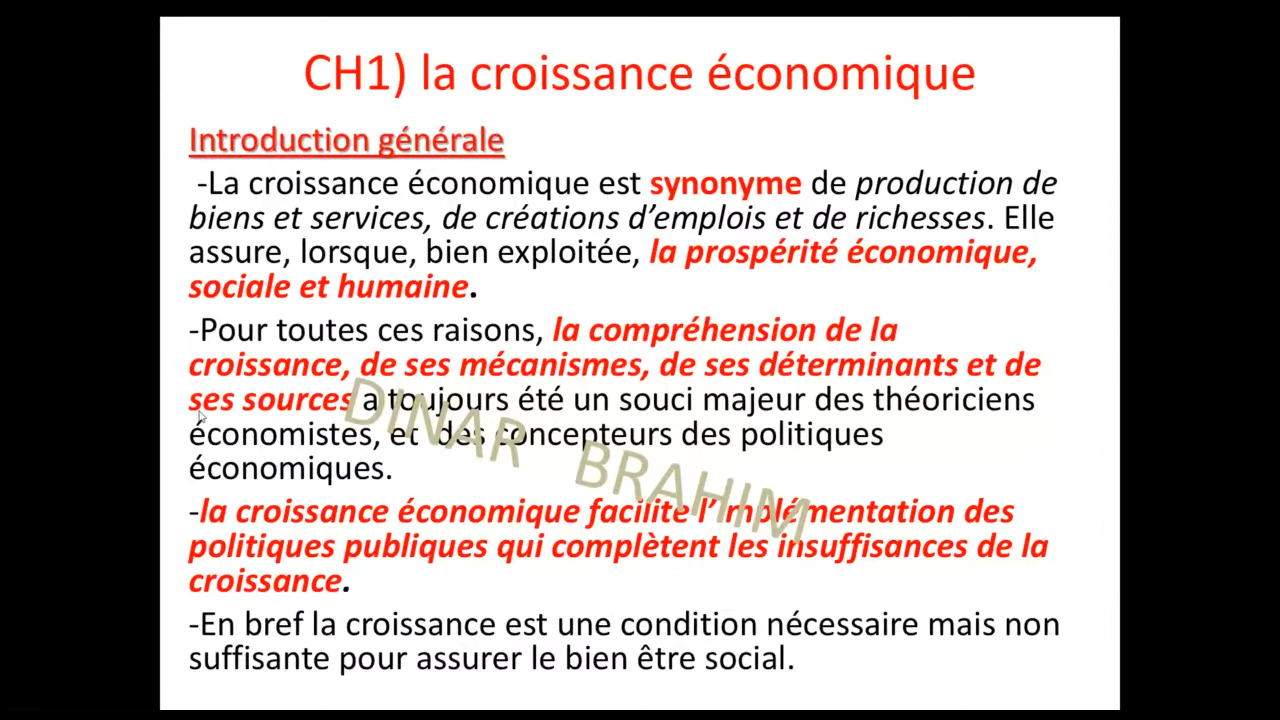 CH1) la croissance économique
Introduction générale
-La croissance économique est synonyme de production de
biens et services, de créations d’emplois et de richesses. Elle
assure, lorsque, bien exploitée, la prospérité économique,
sociale et humaine.
-Pour toutes ces raisons, la compréhension de la
croissance, de ses mécanismes, de ses déterminants et de
ses sources a toujours été un souci majeur des théoriciens
économistes, et des concepteurs des politiques
économiques.
-la croissance économique facilite l’implémentation des
politiques publiques qui complètent les insuffisances de la
croissance.
-En bref la croissance est une condition nécessaire mais non
suffisante pour assurer le bien être social.
DINAR BRAHIM